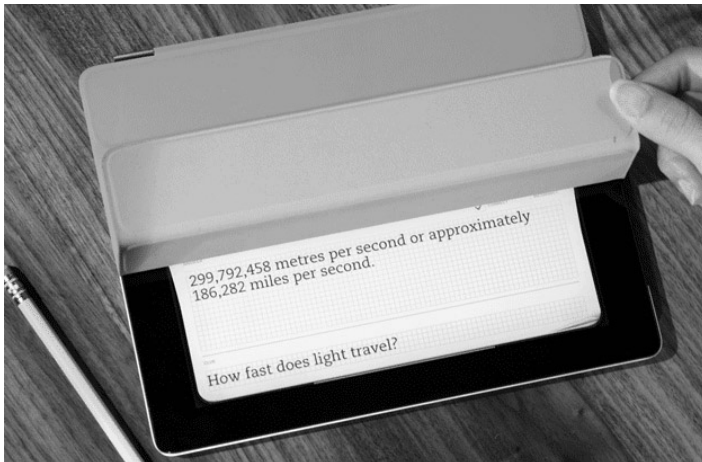 299,792,458 metres per second or approximately
186,282 miles per second.
How fast does light travel?